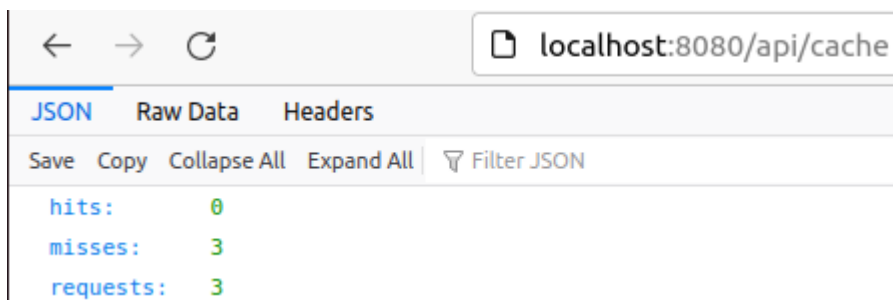 localhost:8080/api/cache
JSON Raw Data Headers
Save Copy Collapse All Expand All Filter JSON
hits: 0
misses: 3
requests: 3